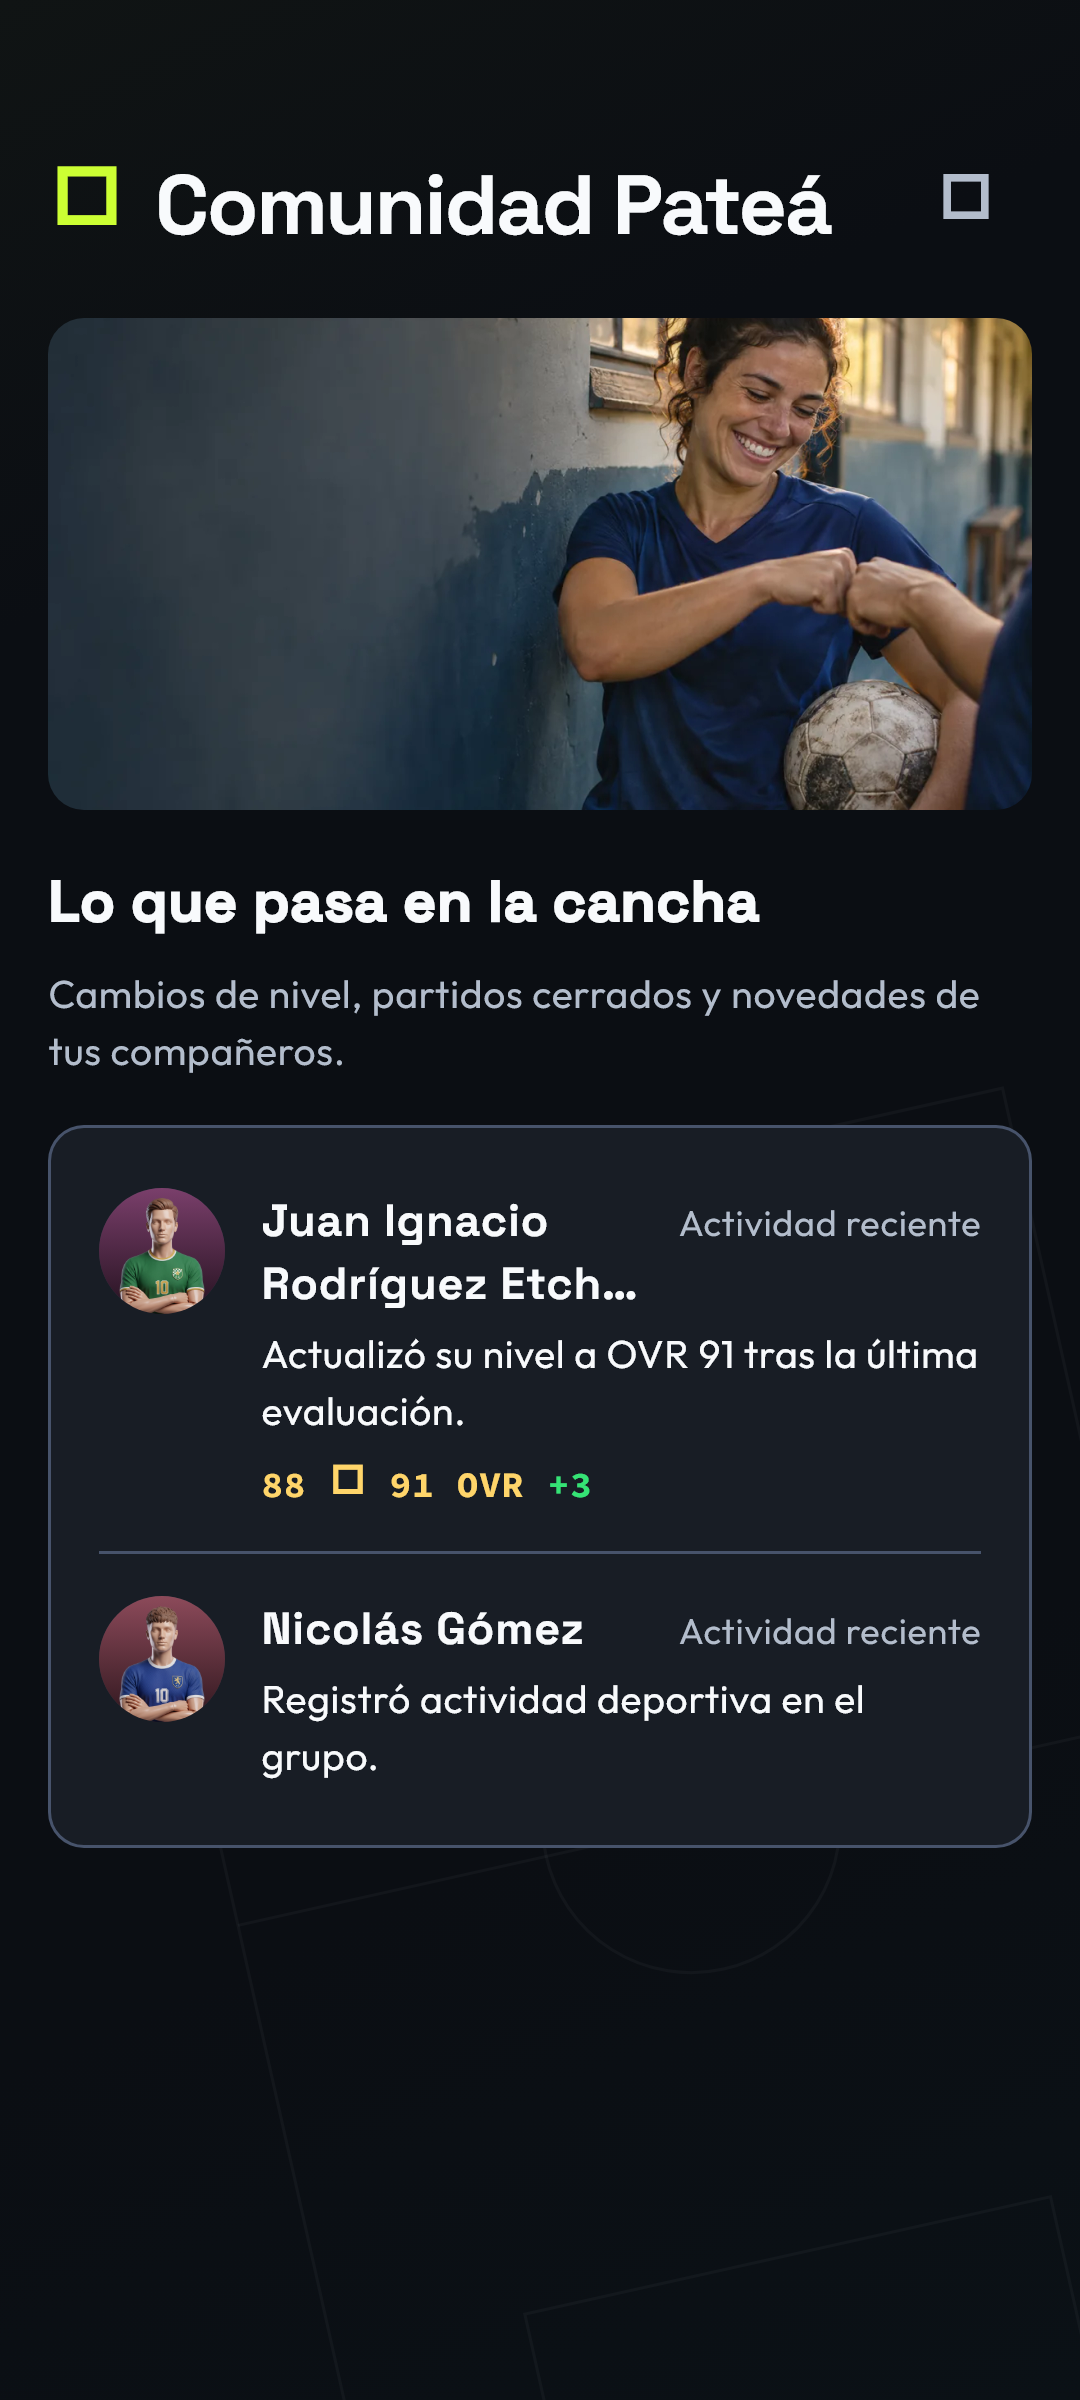 Comunidad Pateá
Lo que pasa en la cancha
Cambios de nivel, partidos cerrados y novedades de
tus compañeros.
Juan Ignacio
Rodríguez Etch...
Actividad reciente
Actualizó su nivel a OVR 91 tras la última
evaluación.
88 91 OVR +3
Nicolás Gómez
Actividad reciente
Registró actividad deportiva en el
grupo.